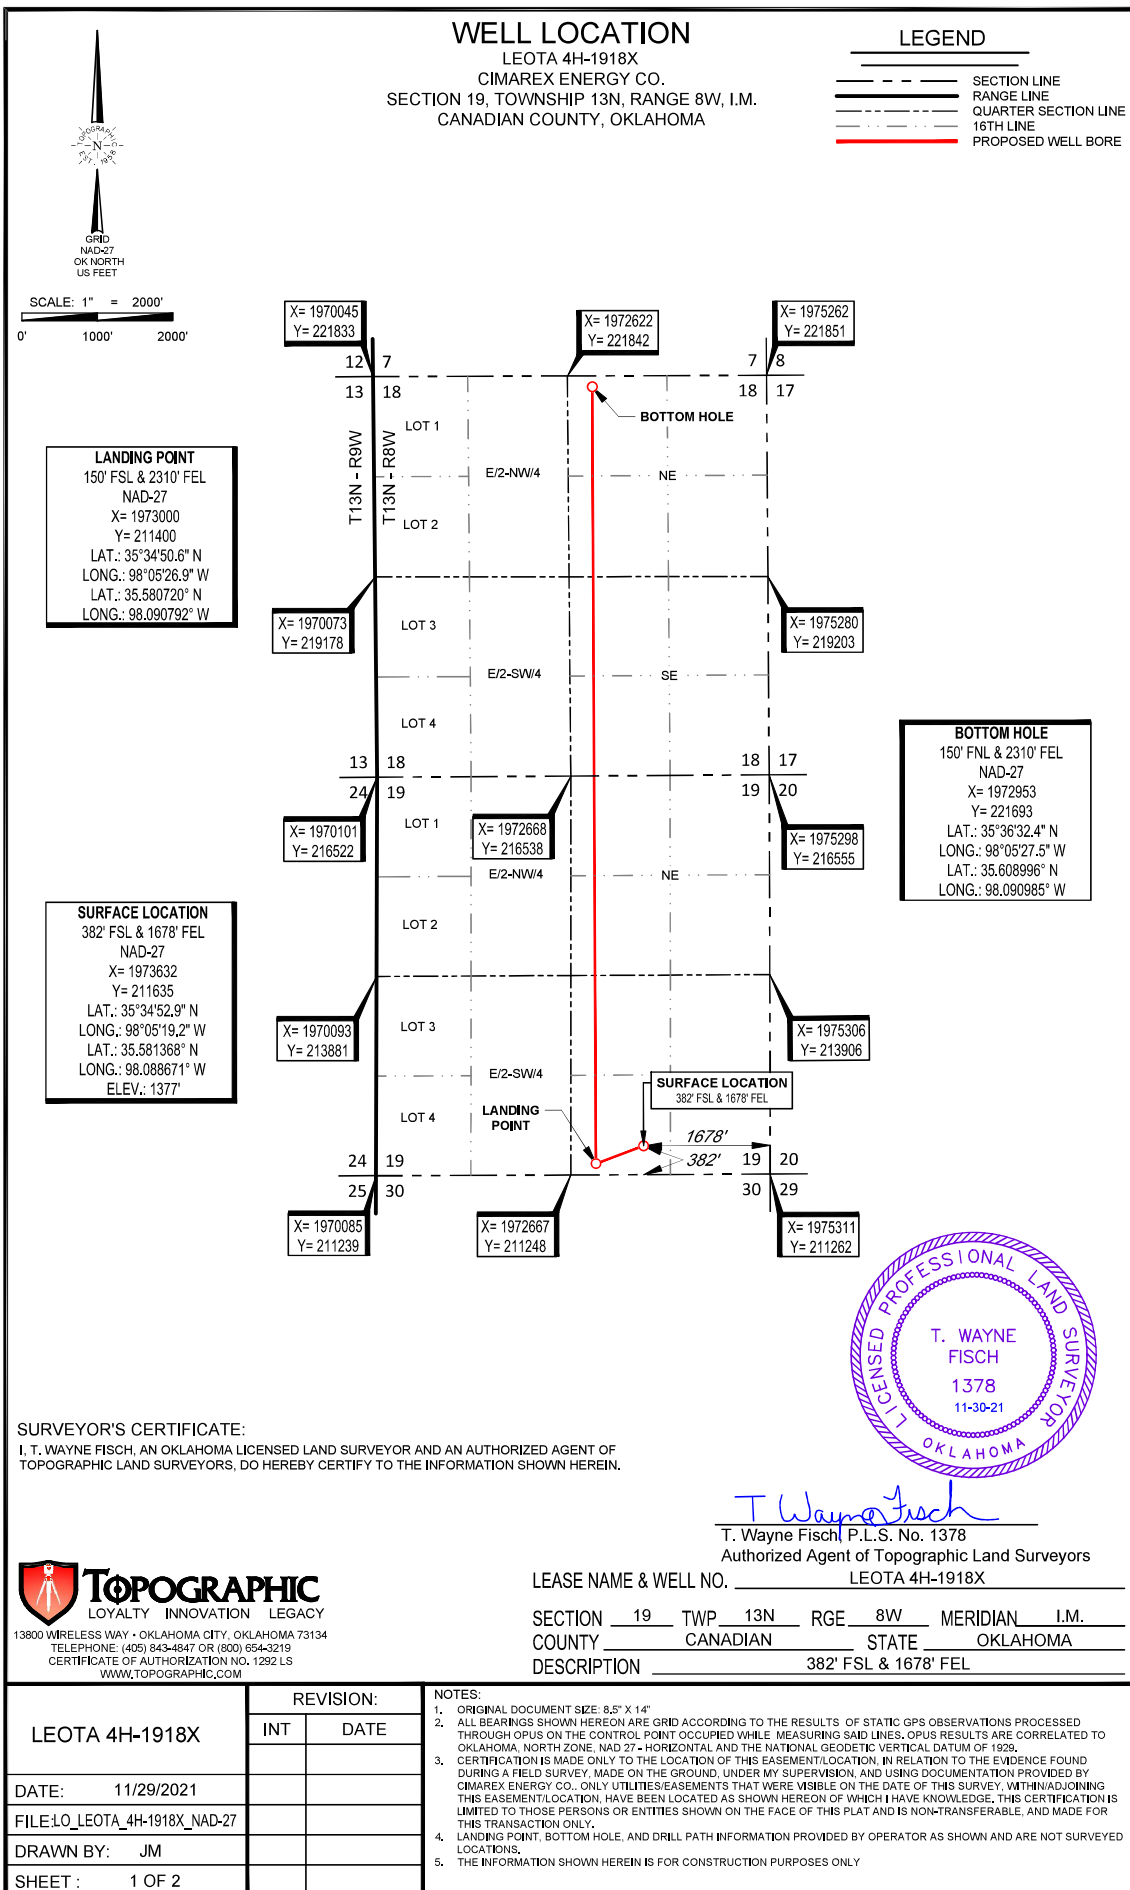 WELL LOCATION
LEOTA 4H-1918X
CIMAREX ENERGY CO.
SECTION 19, TOWNSHIP 13N, RANGE 8W, I.M.
CANADIAN COUNTY, OKLAHOMA
LEGEND
SECTION LINE
RANGE LINE
QUARTER SECTION LINE
16TH LINE
PROPOSED WELL BORE
TOPOGRAPHIC
N
EST. 1958
GRID
NAD-27
OK NORTH
US FEET
SCALE: 1" = 2000'
0' 1000' 2000'
X= 1970045
Y= 221833
X= 1972622
Y= 221842
X= 1975262
Y= 221851
12 7
13 18
7 8
18 17
BOTTOM HOLE
LOT 1
T13N - R9W
T13N - R8W
E/2-NW/4
NE
LOT 2
LANDING POINT
150' FSL & 2310' FEL
NAD-27
X= 1973000
Y= 211400
LAT.: 35°34'50.6" N
LONG.: 98°05'26.9" W
LAT.: 35.580720° N
LONG.: 98.090792° W
X= 1970073
Y= 219178
X= 1975280
Y= 219203
LOT 3
E/2-SW/4
SE
LOT 4
13 18
24 19
18 17
19 20
BOTTOM HOLE
150' FNL & 2310' FEL
NAD-27
X= 1972953
Y= 221693
LAT.: 35°36'32.4" N
LONG.: 98°05'27.5" W
LAT.: 35.608996° N
LONG.: 98.090985° W
X= 1970101
Y= 216522
X= 1972668
Y= 216538
X= 1975298
Y= 216555
LOT 1
E/2-NW/4
NE
LOT 2
SURFACE LOCATION
382' FSL & 1678' FEL
NAD-27
X= 1973632
Y= 211635
LAT.: 35°34'52.9" N
LONG.: 98°05'19.2" W
LAT.: 35.581368° N
LONG.: 98.088671° W
ELEV.: 1377'
X= 1970093
Y= 213881
X= 1975306
Y= 213906
LOT 3
E/2-SW/4
SURFACE LOCATION
382' FSL & 1678' FEL
LOT 4
LANDING
POINT
1678'
382'
24 19
25 30
19 20
30 29
X= 1970085
Y= 211239
X= 1972667
Y= 211248
X= 1975311
Y= 211262
LICENSED PROFESSIONAL LAND SURVEYOR
T. WAYNE
FISCH
1378
11-30-21
OKLAHOMA
SURVEYOR'S CERTIFICATE:
I, T. WAYNE FISCH, AN OKLAHOMA LICENSED LAND SURVEYOR AND AN AUTHORIZED AGENT OF
TOPOGRAPHIC LAND SURVEYORS, DO HEREBY CERTIFY TO THE INFORMATION SHOWN HEREIN.
T Wayne Fisch
T. Wayne Fisch, P.L.S. No. 1378
Authorized Agent of Topographic Land Surveyors
TOPOGRAPHIC
LOYALTY INNOVATION LEGACY
13800 WIRELESS WAY • OKLAHOMA CITY, OKLAHOMA 73134
TELEPHONE: (405) 843-4847 OR (800) 654-3219
CERTIFICATE OF AUTHORIZATION NO. 1292 LS
WWW.TOPOGRAPHIC.COM
LEASE NAME & WELL NO. LEOTA 4H-1918X
SECTION 19 TWP 13N RGE 8W MERIDIAN I.M.
COUNTY CANADIAN STATE OKLAHOMA
DESCRIPTION 382' FSL & 1678' FEL
LEOTA 4H-1918X
REVISION:
INT DATE
DATE: 11/29/2021
FILE:LO_LEOTA_4H-1918X_NAD-27
DRAWN BY: JM
SHEET : 1 OF 2
NOTES:
1. ORIGINAL DOCUMENT SIZE: 8.5" X 14"
2. ALL BEARINGS SHOWN HEREON ARE GRID ACCORDING TO THE RESULTS OF STATIC GPS OBSERVATIONS PROCESSED
THROUGH OPUS ON THE CONTROL POINT OCCUPIED WHILE MEASURING SAID LINES. OPUS RESULTS ARE CORRELATED TO
OKLAHOMA, NORTH ZONE, NAD 27 - HORIZONTAL AND THE NATIONAL GEODETIC VERTICAL DATUM OF 1929.
3. CERTIFICATION IS MADE ONLY TO THE LOCATION OF THIS EASEMENT/LOCATION, IN RELATION TO THE EVIDENCE FOUND
DURING A FIELD SURVEY, MADE ON THE GROUND, UNDER MY SUPERVISION, AND USING DOCUMENTATION PROVIDED BY
CIMAREX ENERGY CO.. ONLY UTILITIES/EASEMENTS THAT WERE VISIBLE ON THE DATE OF THIS SURVEY, WITHIN/ADJOINING
THIS EASEMENT/LOCATION, HAVE BEEN LOCATED AS SHOWN HEREON OF WHICH I HAVE KNOWLEDGE. THIS CERTIFICATION IS
LIMITED TO THOSE PERSONS OR ENTITIES SHOWN ON THE FACE OF THIS PLAT AND IS NON-TRANSFERABLE, AND MADE FOR
THIS TRANSACTION ONLY.
4. LANDING POINT, BOTTOM HOLE, AND DRILL PATH INFORMATION PROVIDED BY OPERATOR AS SHOWN AND ARE NOT SURVEYED
LOCATIONS.
5. THE INFORMATION SHOWN HEREIN IS FOR CONSTRUCTION PURPOSES ONLY